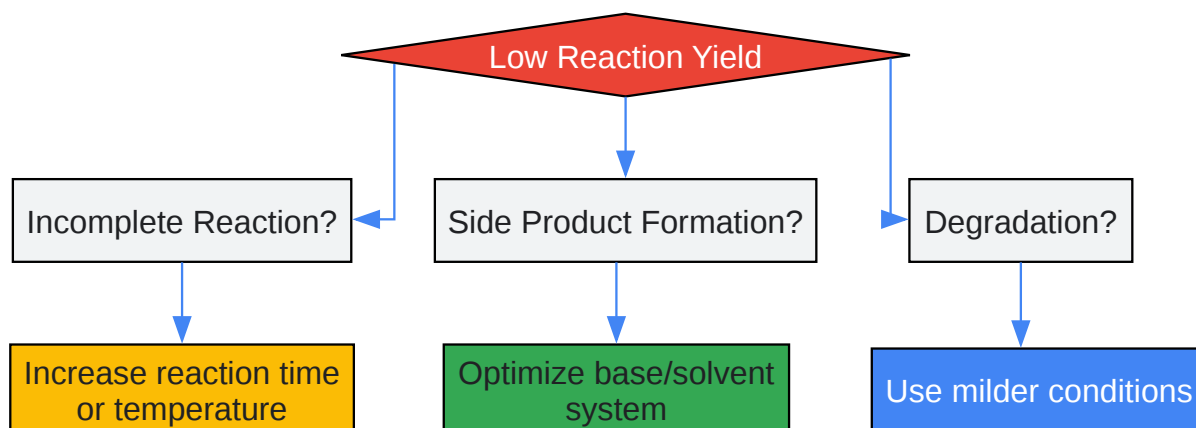 Low Reaction Yield
Incomplete Reaction?
Side Product Formation?
Degradation?
Increase reaction time
or temperature
Optimize base/solvent
system
Use milder conditions